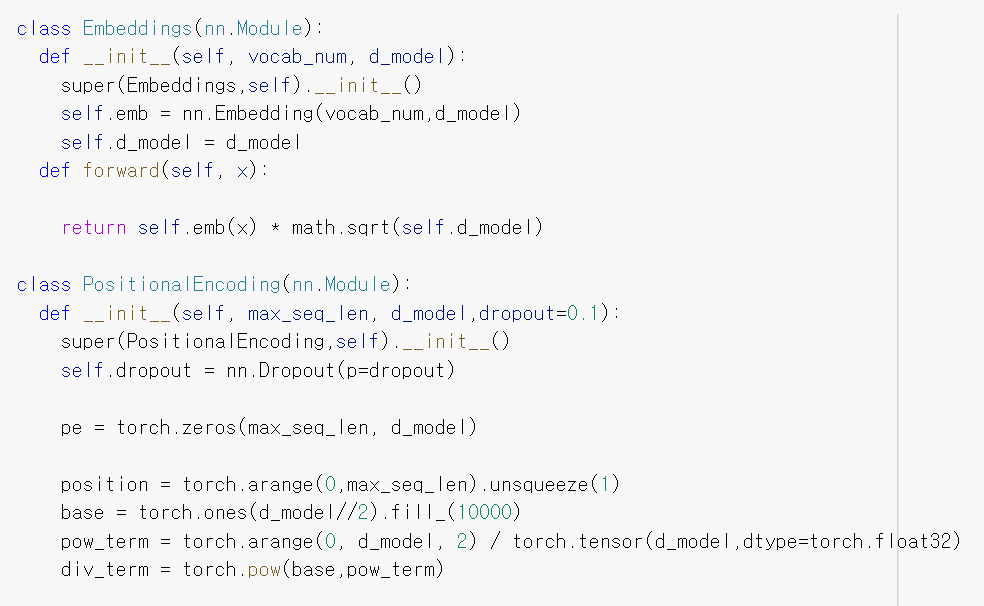 class Embeddings(nn.Module):
  def __init__(self, vocab_num, d_model):
    super(Embeddings,self).__init__()
    self.emb = nn.Embedding(vocab_num,d_model)
    self.d_model = d_model
  def forward(self, x):
    return self.emb(x) * math.sqrt(self.d_model)
class PositionalEncoding(nn.Module):
  def __init__(self, max_seq_len, d_model,dropout=0.1):
    super(PositionalEncoding,self).__init__()
    self.dropout = nn.Dropout(p=dropout)
    pe = torch.zeros(max_seq_len, d_model)
    position = torch.arange(0,max_seq_len).unsqueeze(1)
    base = torch.ones(d_model//2).fill_(10000)
    pow_term = torch.arange(0, d_model, 2) / torch.tensor(d_model,dtype=torch.float32)
    div_term = torch.pow(base,pow_term)